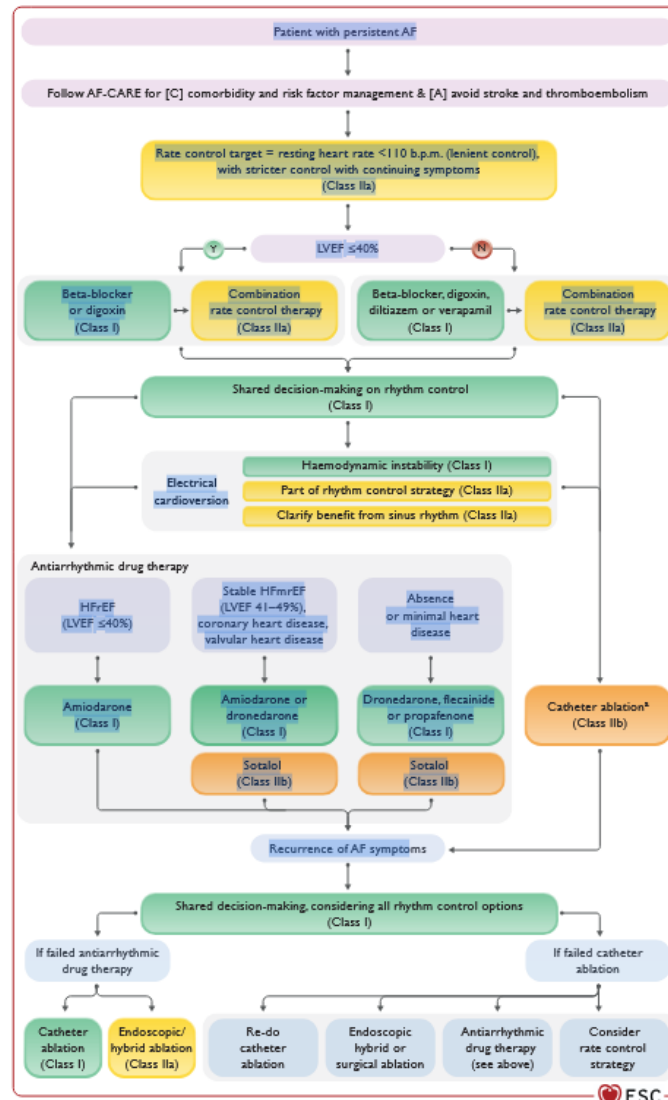 Patient with persistent AF
Follow AF-CARE for [C] comorbidity and risk factor management & [A] avoid stroke and thromboembolism
Rate control target = resting heart rate <110 b.p.m. (lenient control),
with stricter control with continuing symptoms
(Class IIa)
Y
LVEF ≤40%
N
Beta-blocker
or digoxin
(Class I)
Combination
rate control therapy
(Class IIa)
Beta-blocker, digoxin,
diltiazem or verapamil
(Class I)
Combination
rate control therapy
(Class IIa)
Shared decision-making on rhythm control
(Class I)
Electrical
cardioversion
Haemodynamic instability (Class I)
Part of rhythm control strategy (Class IIa)
Clarify benefit from sinus rhythm (Class IIa)
Antiarrhythmic drug therapy
HFrEF
(LVEF ≤40%)
Stable HFmrEF
(LVEF 41–49%),
coronary heart disease,
valvular heart disease
Absence
or minimal heart
disease
Amiodarone
(Class I)
Amiodarone or
dronedarone
(Class I)
Dronedarone, flecainide
or propafenone
(Class I)
Catheter ablationᵃ
(Class IIb)
Sotalol
(Class IIb)
Sotalol
(Class IIb)
Recurrence of AF symptoms
Shared decision-making, considering all rhythm control options
(Class I)
If failed antiarrhythmic
drug therapy
If failed catheter
ablation
Catheter
ablation
(Class I)
Endoscopic/
hybrid ablation
(Class IIa)
Re-do
catheter
ablation
Endoscopic
hybrid or
surgical ablation
Antiarrhythmic
drug therapy
(see above)
Consider
rate control
strategy
ESC